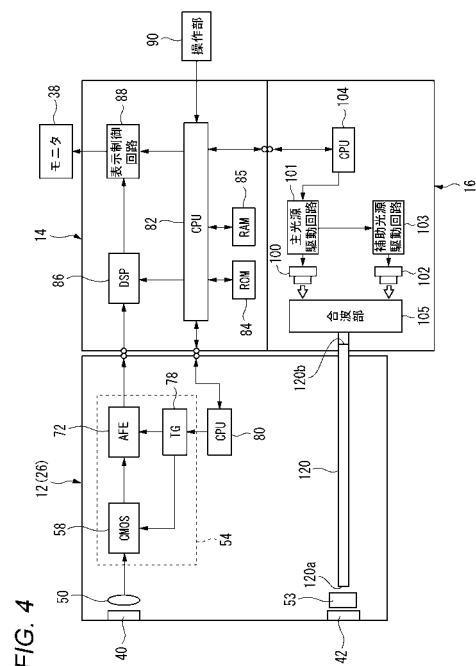 FIG. 4
12(26)
14
16
38
モニタ
90
操作部
88
表示制御
回路
86
DSP
82
CPU
85
RAM
84
ROM
104
CPU
101
主光源
駆動回路
100
補助光源
駆動回路
103
102
合波部
105
72
AFE
78
TG
80
CPU
58
CMOS
54
50
40
120b
120
120a
53
42